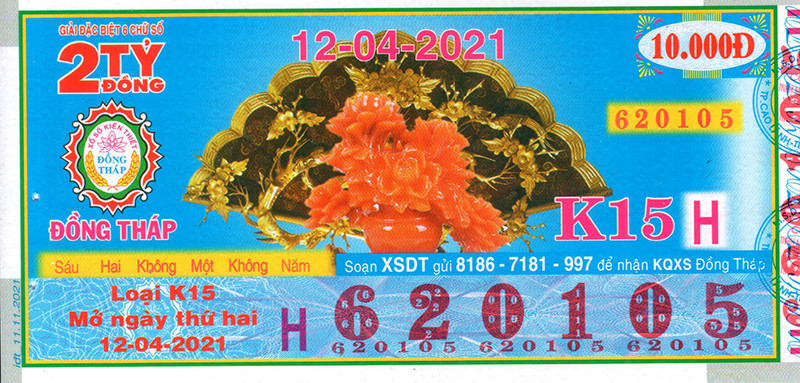 GIẢI ĐẶC BIỆT 6 CHỮ SỐ
2 TỶ ĐỒNG
12-04-2021
10.000Đ
620105
XỔ SỐ KIẾN THIẾT
ĐỒNG THÁP
ĐỒNG THÁP
K15 H
Sáu Hai Không Một Không Năm
Soạn XSDT gửi 8186 - 7181 - 997 để nhận KQXS Đồng Tháp
Loại K15
Mở ngày thứ hai
12-04-2021
H 620105
620105 620105 620105